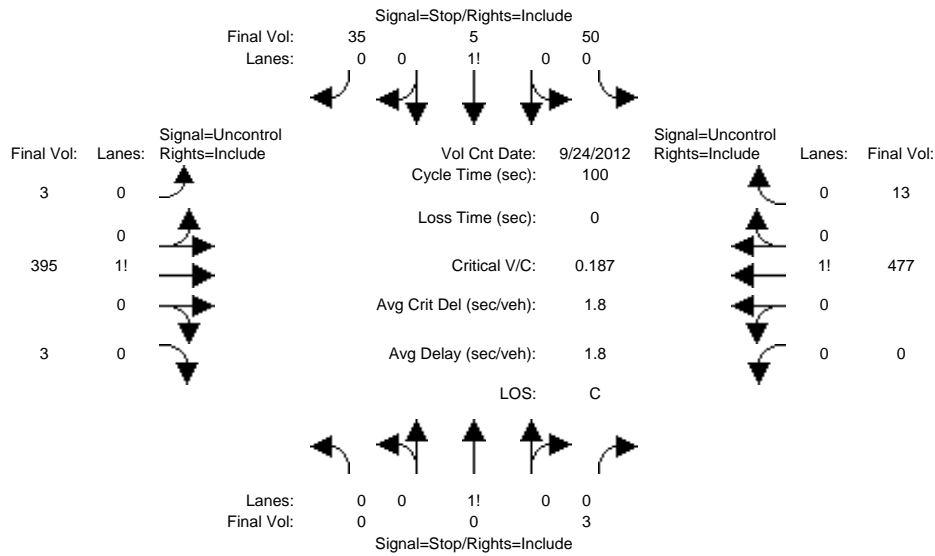 Signal=Stop/Rights=Include
Final Vol: 35 5 50
Lanes: 0 0 1! 0 0
Signal=Uncontrol
Final Vol: Lanes: Rights=Include
Vol Cnt Date: 9/24/2012
Signal=Uncontrol
Rights=Include Lanes: Final Vol:
Cycle Time (sec): 100
3 0
0 13
Loss Time (sec): 0
0
0
395 1!
Critical V/C: 0.187
1! 477
0
Avg Crit Del (sec/veh): 1.8
0
3 0
Avg Delay (sec/veh): 1.8
0 0
LOS: C
Lanes: 0 0 1! 0 0
Final Vol: 0 0 3
Signal=Stop/Rights=Include